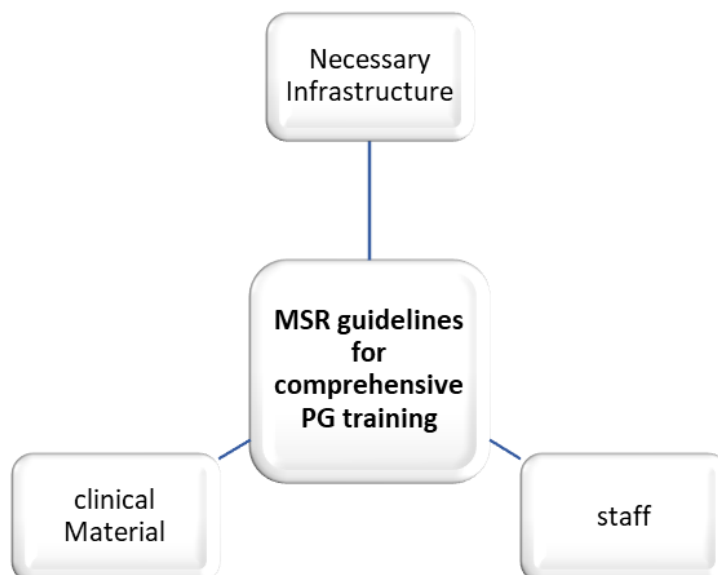 Necessary
Infrastructure
MSR guidelines
for
comprehensive
PG training
clinical
Material
staff